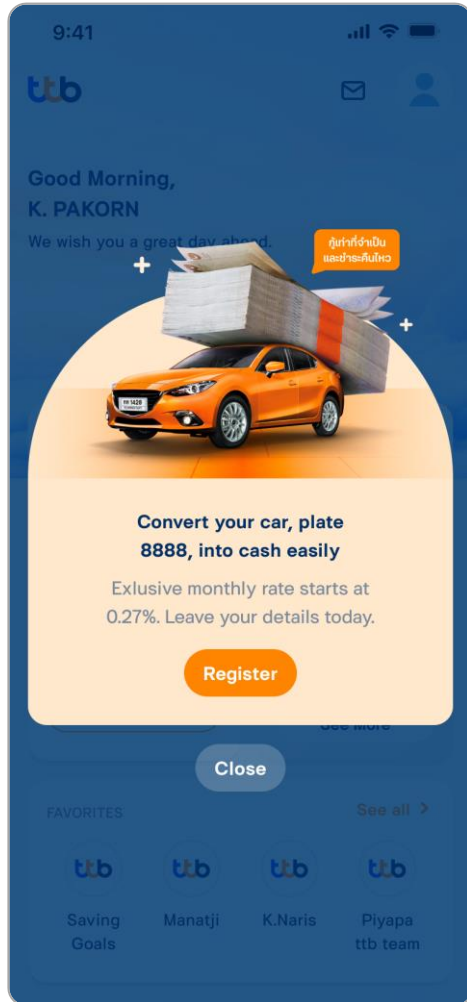 9:41
ttb
Good Morning,
K. PAKORN
We wish you a great day ahead.
กู้เท่าที่จำเป็น
และชำระคืนไหว
1428
Convert your car, plate
8888, into cash easily
Exlusive monthly rate starts at
0.27%. Leave your details today.
Register
See More
Close
FAVORITES
See all >
ttb
ttb
ttb
ttb
Saving
Goals
Manatji
K.Naris
Piyapa
ttb team